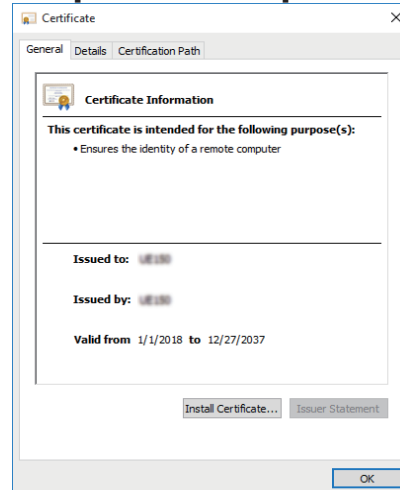 Certificate
General Details Certification Path
Certificate Information
This certificate is intended for the following purpose(s):
• Ensures the identity of a remote computer
Issued to:
Issued by:
Valid from 1/1/2018 to 12/27/2037
Install Certificate... Issuer Statement
OK